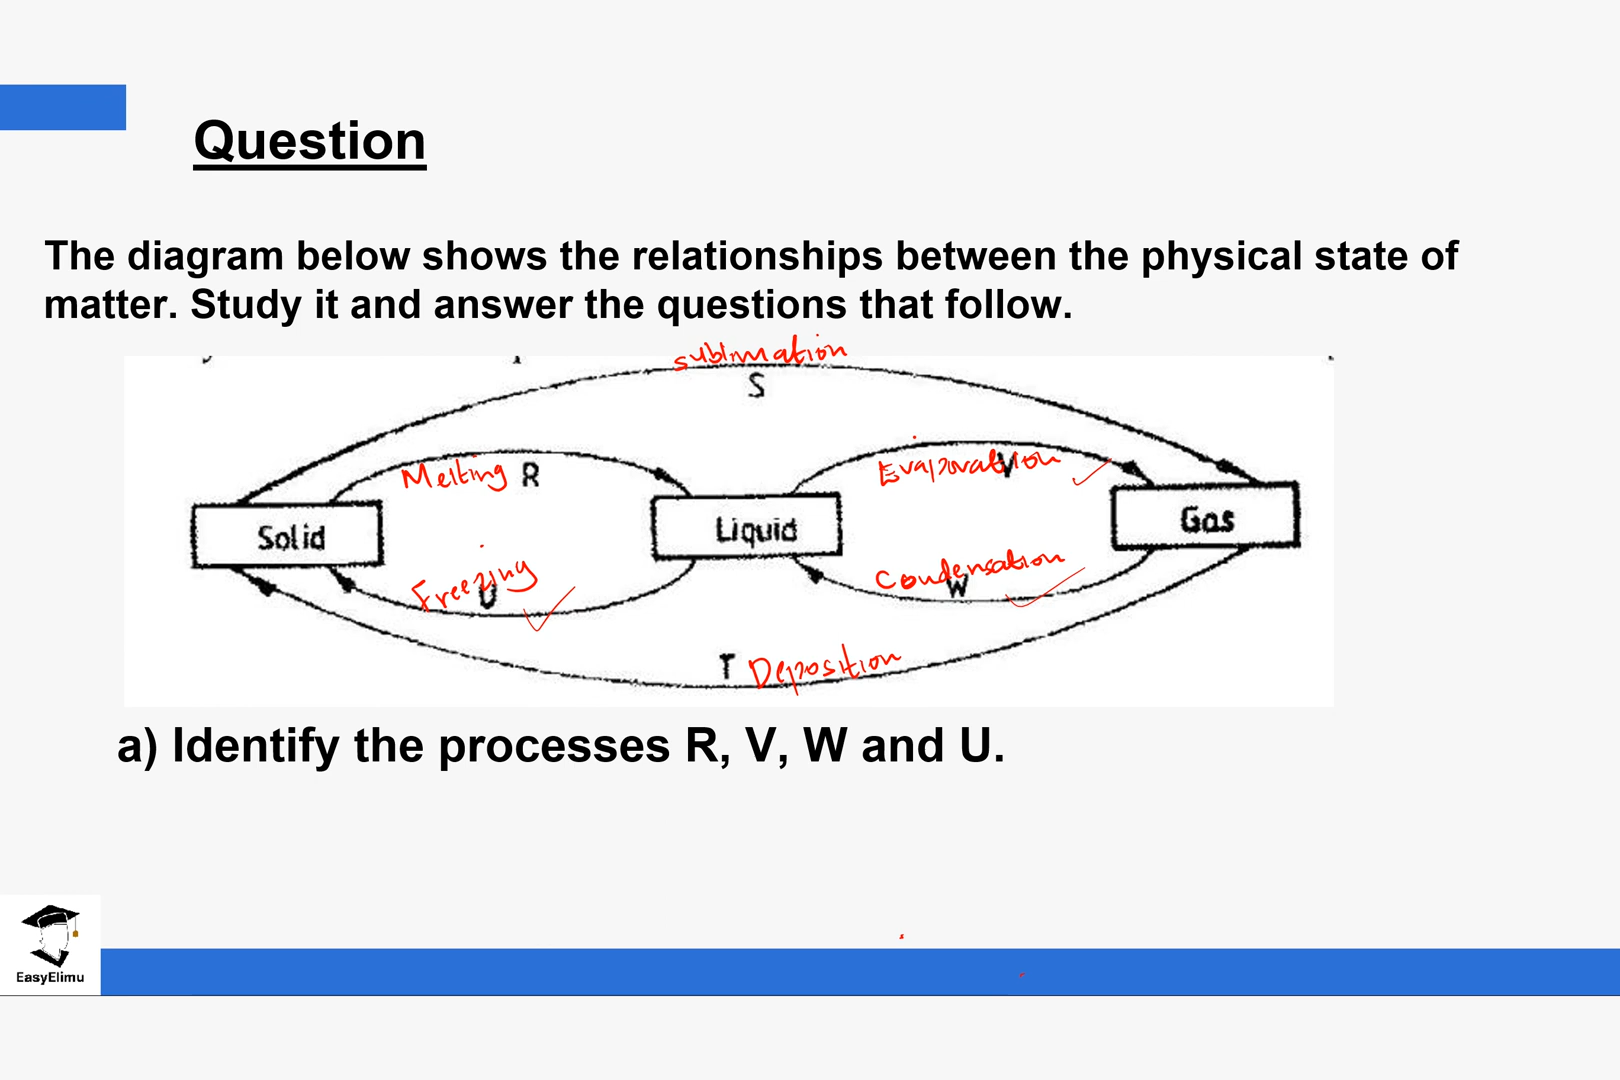 Question
The diagram below shows the relationships between the physical state of
matter. Study it and answer the questions that follow.
sublimation
S
Melting R
Evaporation V
Solid
Liquid
Gas
Freezing U
Condensation W
T Deposition
a) Identify the processes R, V, W and U.
EasyElimu